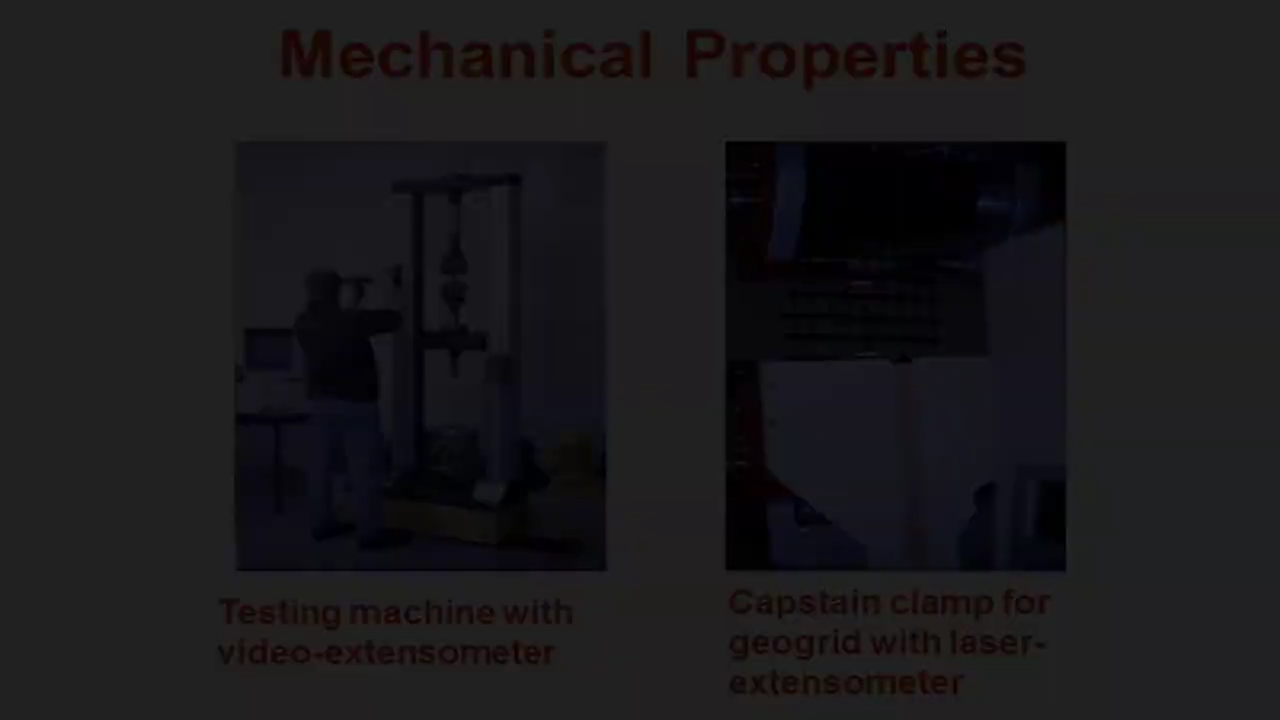 Mechanical Properties
Testing machine with
video-extensometer
Capstain clamp for
geogrid with laser-
extensometer